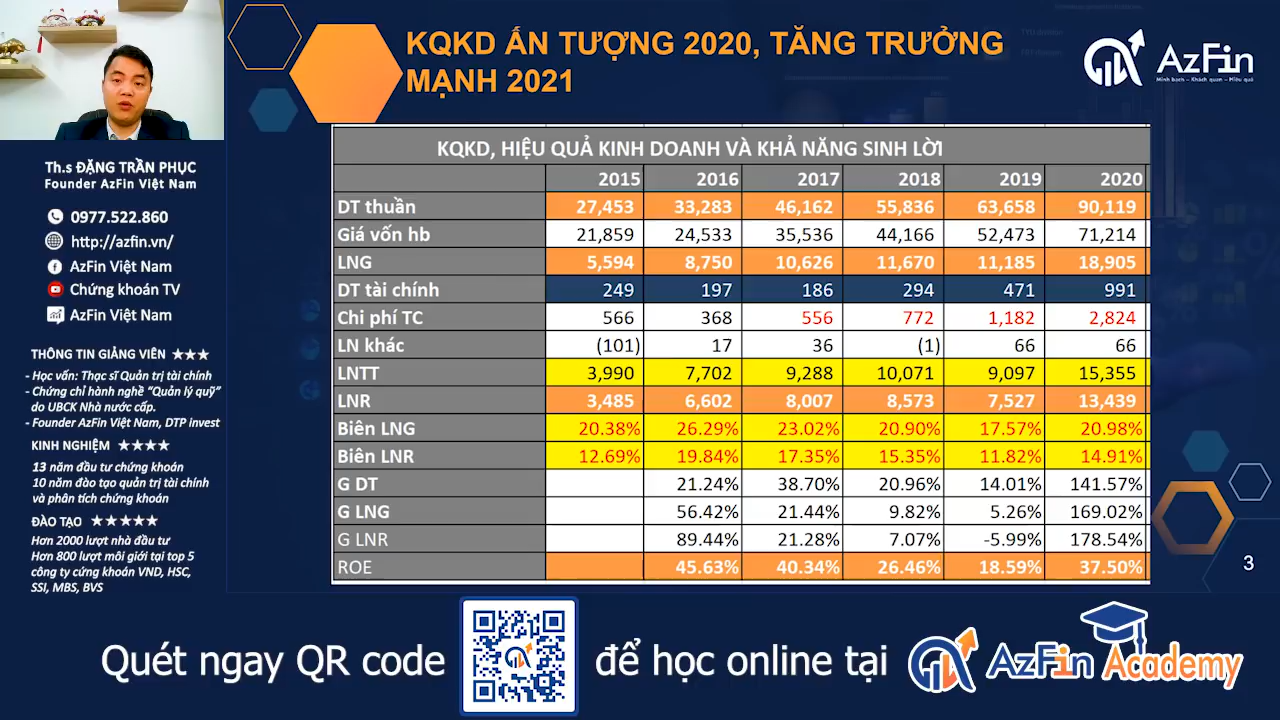 KQKD ẤN TƯỢNG 2020, TĂNG TRƯỞNG
MẠNH 2021
AzFin
Minh bạch – Khách quan – Hiệu quả
Th.s ĐẶNG TRẦN PHỤC
Founder AzFin Việt Nam
0977.522.860
http://azfin.vn/
AzFin Việt Nam
Chứng khoán TV
AzFin Việt Nam
THÔNG TIN GIẢNG VIÊN ★★★
- Học vấn: Thạc sĩ Quản trị tài chính
- Chứng chỉ hành nghề “Quản lý quỹ”
do UBCK Nhà nước cấp.
- Founder AzFin Việt Nam, DTP invest
KINH NGHIỆM ★★★★
13 năm đầu tư chứng khoán
10 năm đào tạo quản trị tài chính
và phân tích chứng khoán
ĐÀO TẠO ★★★★★
Hơn 2000 lượt nhà đầu tư
Hơn 800 lượt môi giới tại top 5
công ty cứng khoán VND, HSC,
SSI, MBS, BVS
KQKD, HIỆU QUẢ KINH DOANH VÀ KHẢ NĂNG SINH LỜI
2015 2016 2017 2018 2019 2020
DT thuần 27,453 33,283 46,162 55,836 63,658 90,119
Giá vốn hb 21,859 24,533 35,536 44,166 52,473 71,214
LNG 5,594 8,750 10,626 11,670 11,185 18,905
DT tài chính 249 197 186 294 471 991
Chi phí TC 566 368 556 772 1,182 2,824
LN khác (101) 17 36 (1) 66 66
LNTT 3,990 7,702 9,288 10,071 9,097 15,355
LNR 3,485 6,602 8,007 8,573 7,527 13,439
Biên LNG 20.38% 26.29% 23.02% 20.90% 17.57% 20.98%
Biên LNR 12.69% 19.84% 17.35% 15.35% 11.82% 14.91%
G DT 21.24% 38.70% 20.96% 14.01% 141.57%
G LNG 56.42% 21.44% 9.82% 5.26% 169.02%
G LNR 89.44% 21.28% 7.07% -5.99% 178.54%
ROE 45.63% 40.34% 26.46% 18.59% 37.50%
3
Quét ngay QR code để học online tại AzFin Academy